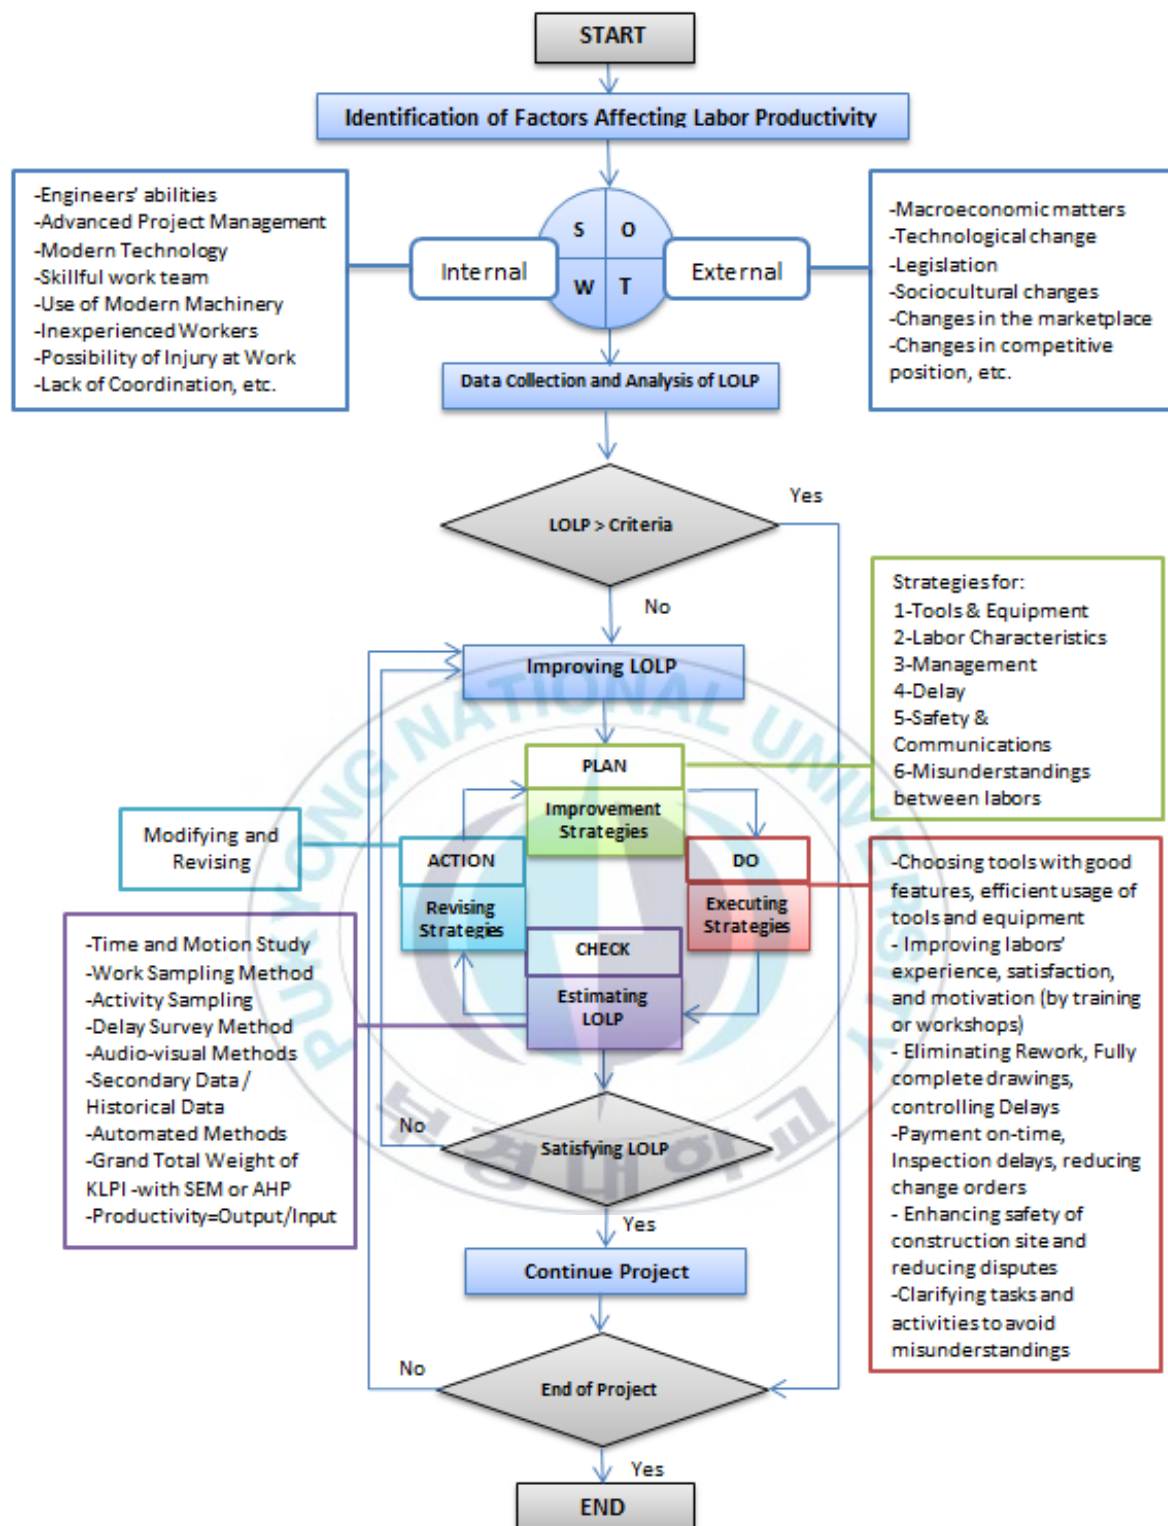 START
Identification of Factors Affecting Labor Productivity
-Engineers' abilities
-Advanced Project Management
-Modern Technology
-Skillful work team
-Use of Modern Machinery
-Inexperienced Workers
-Possibility of Injury at Work
-Lack of Coordination, etc.
Internal
S O
W T
External
-Macroeconomic matters
-Technological change
-Legislation
-Sociocultural changes
-Changes in the marketplace
-Changes in competitive
position, etc.
Data Collection and Analysis of LOLP
LOLP > Criteria
Yes
No
Improving LOLP
Strategies for:
1-Tools & Equipment
2-Labor Characteristics
3-Management
4-Delay
5-Safety &
Communications
6-Misunderstandings
between labors
PLAN
Improvement
Strategies
Modifying and
Revising
ACTION
Revising
Strategies
DO
Executing
Strategies
CHECK
Estimating
LOLP
-Choosing tools with good
features, efficient usage of
tools and equipment
- Improving labors'
experience, satisfaction,
and motivation (by training
or workshops)
- Eliminating Rework, Fully
complete drawings,
controlling Delays
-Payment on-time,
Inspection delays, reducing
change orders
- Enhancing safety of
construction site and
reducing disputes
-Clarifying tasks and
activities to avoid
misunderstandings
-Time and Motion Study
-Work Sampling Method
-Activity Sampling
-Delay Survey Method
-Audio-visual Methods
-Secondary Data /
Historical Data
-Automated Methods
-Grand Total Weight of
KLPI -with SEM or AHP
-Productivity=Output/Input
No
Satisfying LOLP
Yes
Continue Project
No
End of Project
Yes
END
PUKYONG NATIONAL UNIVERSITY
부경대학교